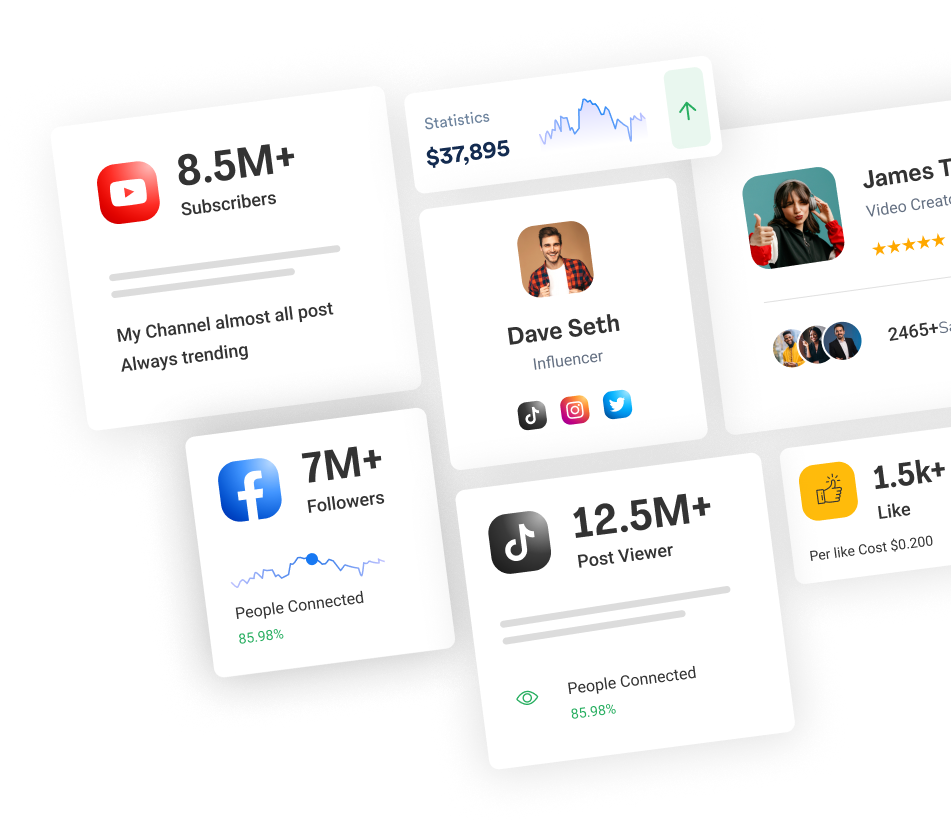 8.5M+
Subscribers
My Channel almost all post
Always trending
Statistics
$37,895
Dave Seth
Influencer
James
Video
2465+
7M+
Followers
People Connected
85.98%
12.5M+
Post Viewer
People Connected
85.98%
1.5k+
Like
Per like Cost $0.200